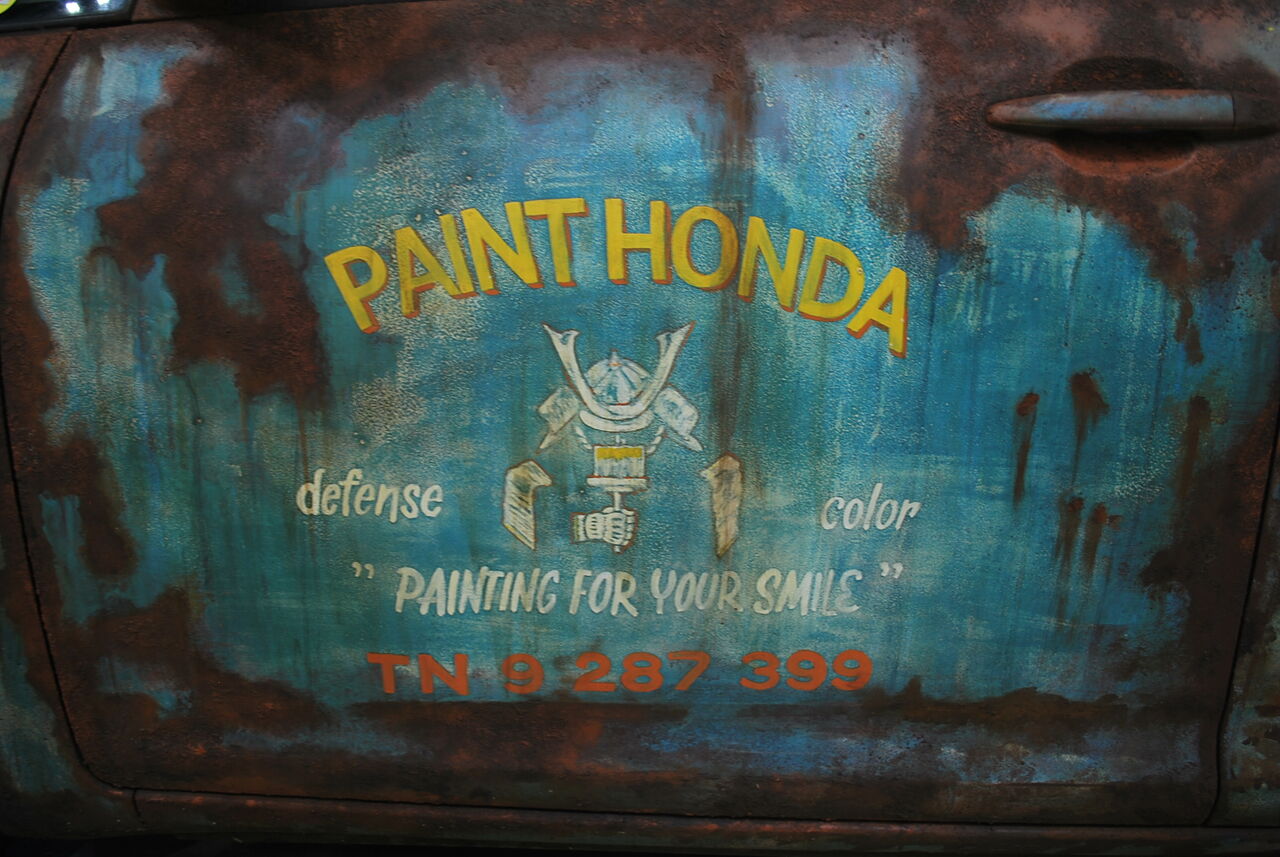 PAINT HONDA
defense color
" PAINTING FOR YOUR SMILE "
TN 9 287 399